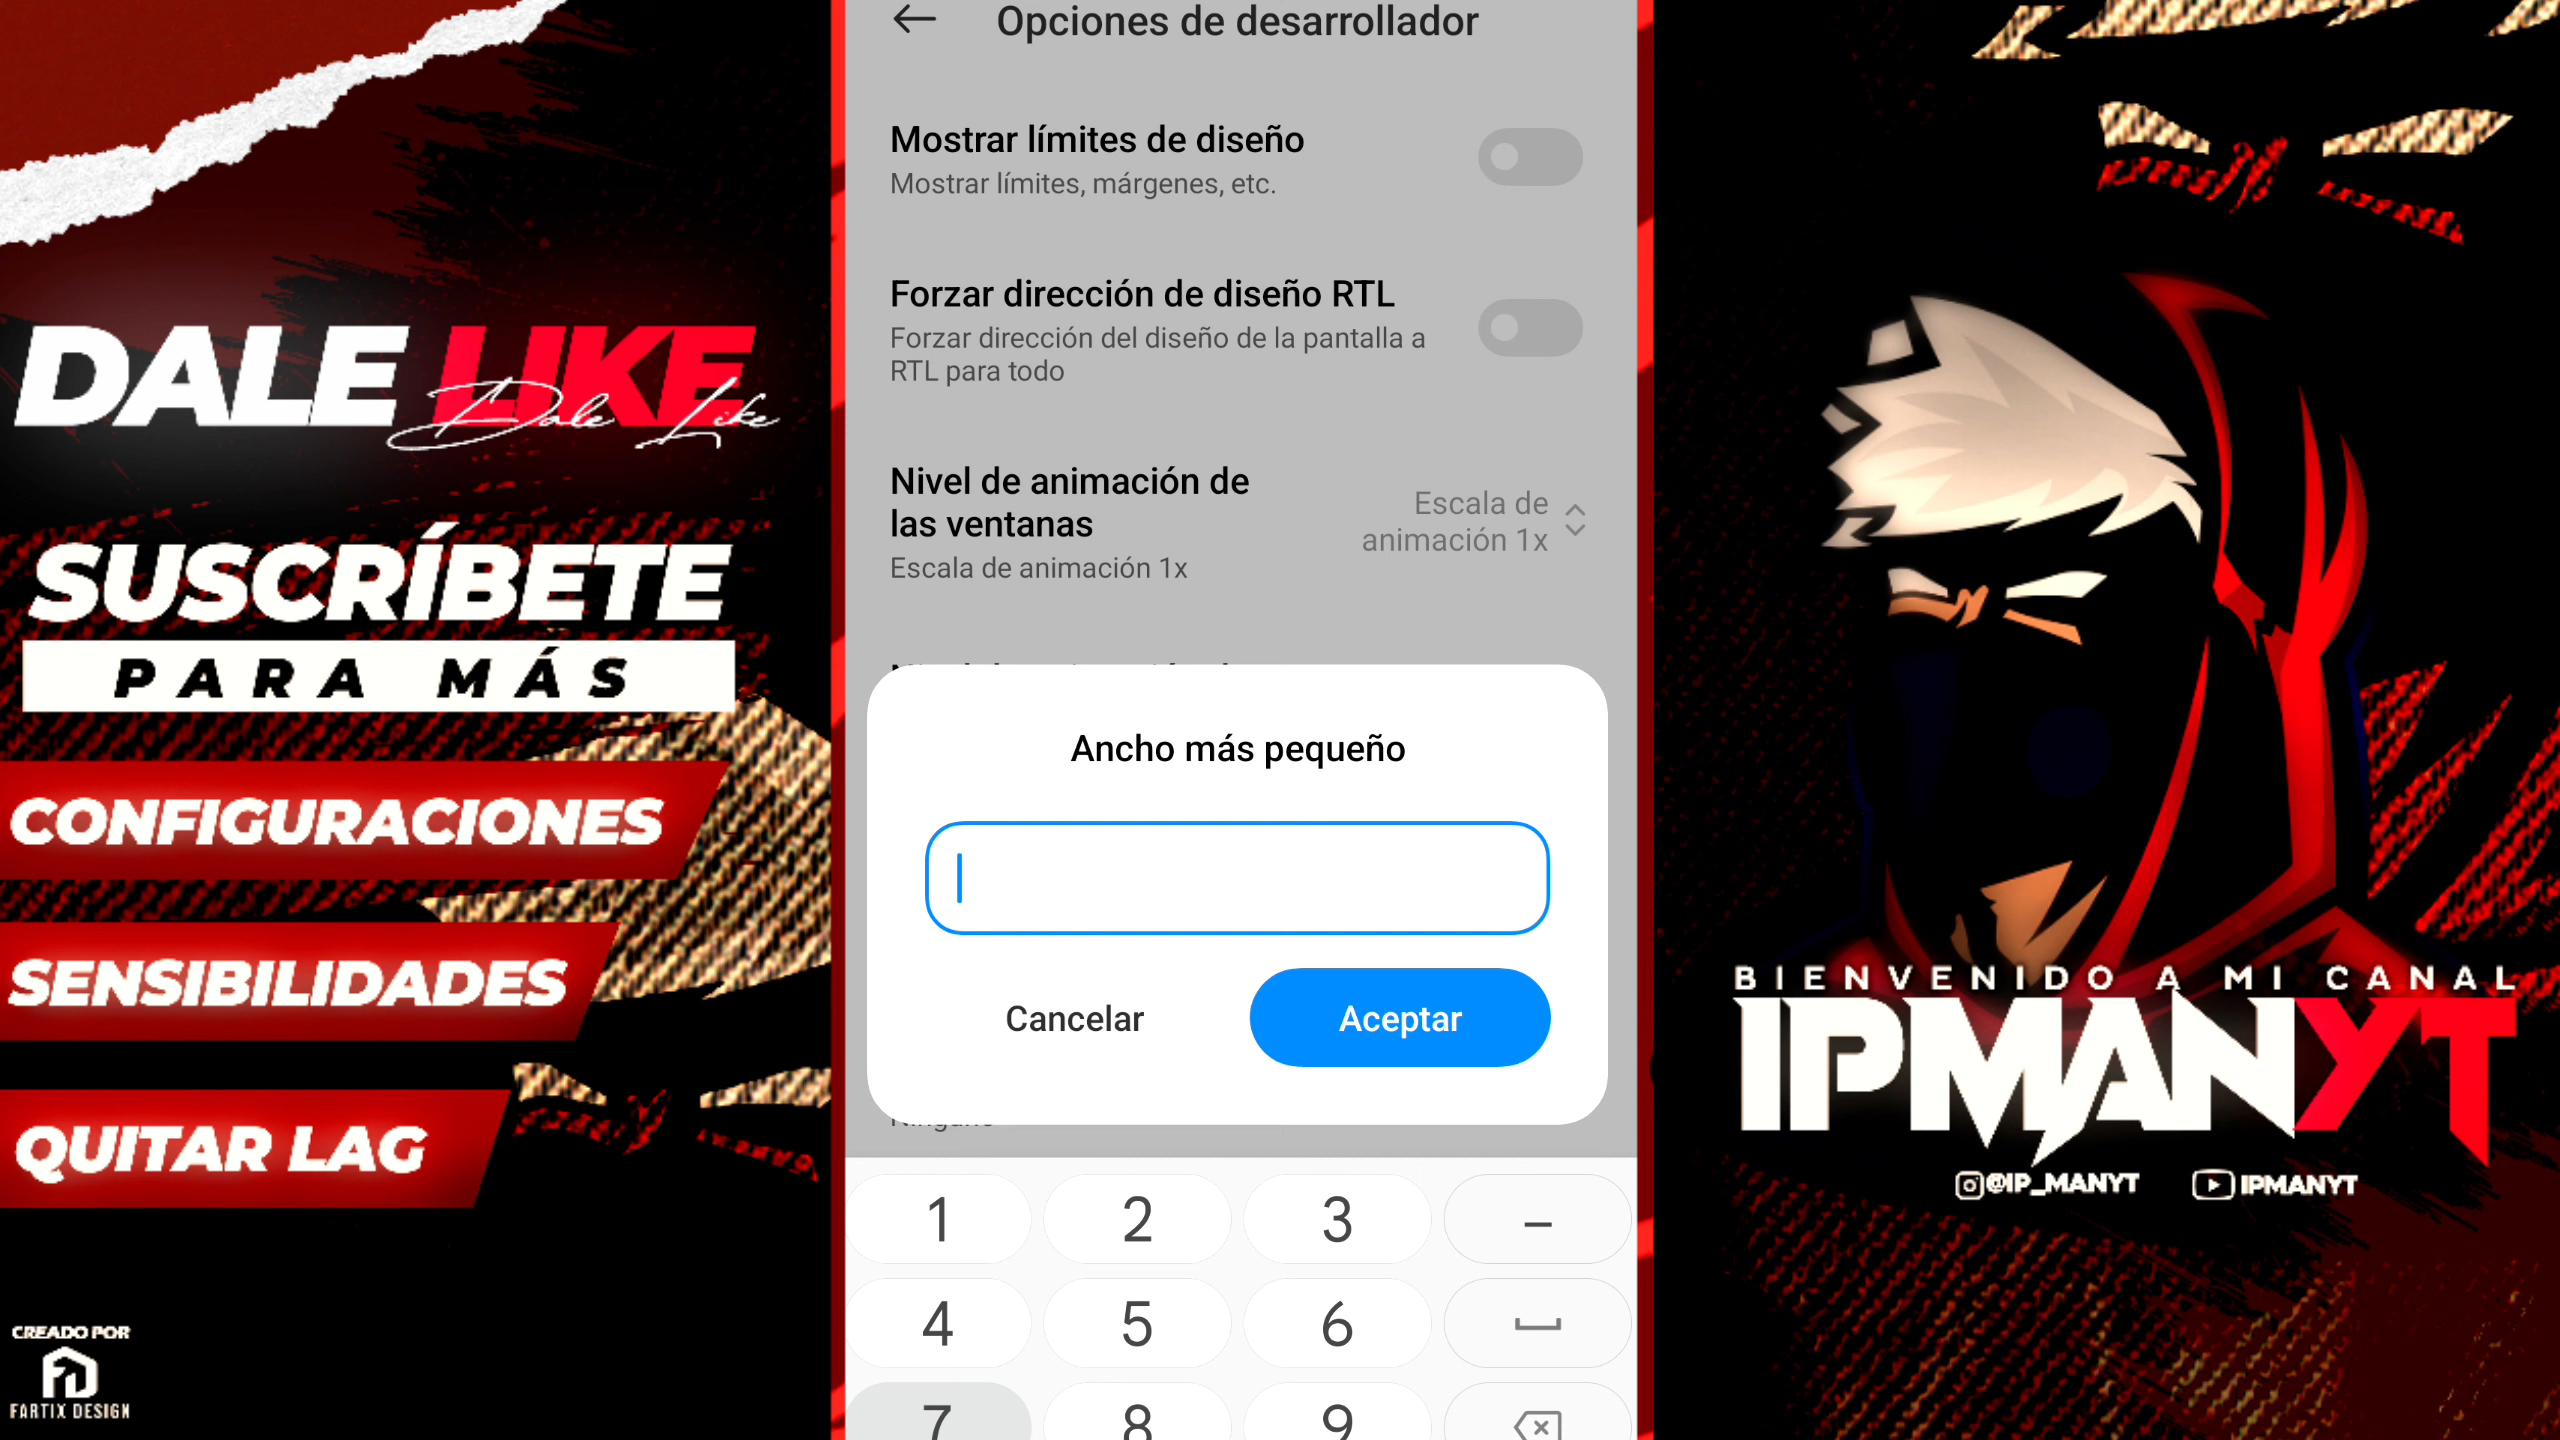 DALE LIKE
Dale Like
SUSCRÍBETE
PARA MÁS
CONFIGURACIONES
SENSIBILIDADES
QUITAR LAG
CREADO POR
FARTIX DESIGN
Opciones de desarrollador
Mostrar límites de diseño
Mostrar límites, márgenes, etc.
Forzar dirección de diseño RTL
Forzar dirección del diseño de la pantalla a
RTL para todo
Nivel de animación de
las ventanas
Escala de animación 1x
Escala de
animación 1x
Ancho más pequeño
Cancelar
Aceptar
1 2 3 –
4 5 6
7 8 9
BIENVENIDO A MI CANAL
IPMANYT
@IP_MANYT
IPMANYT